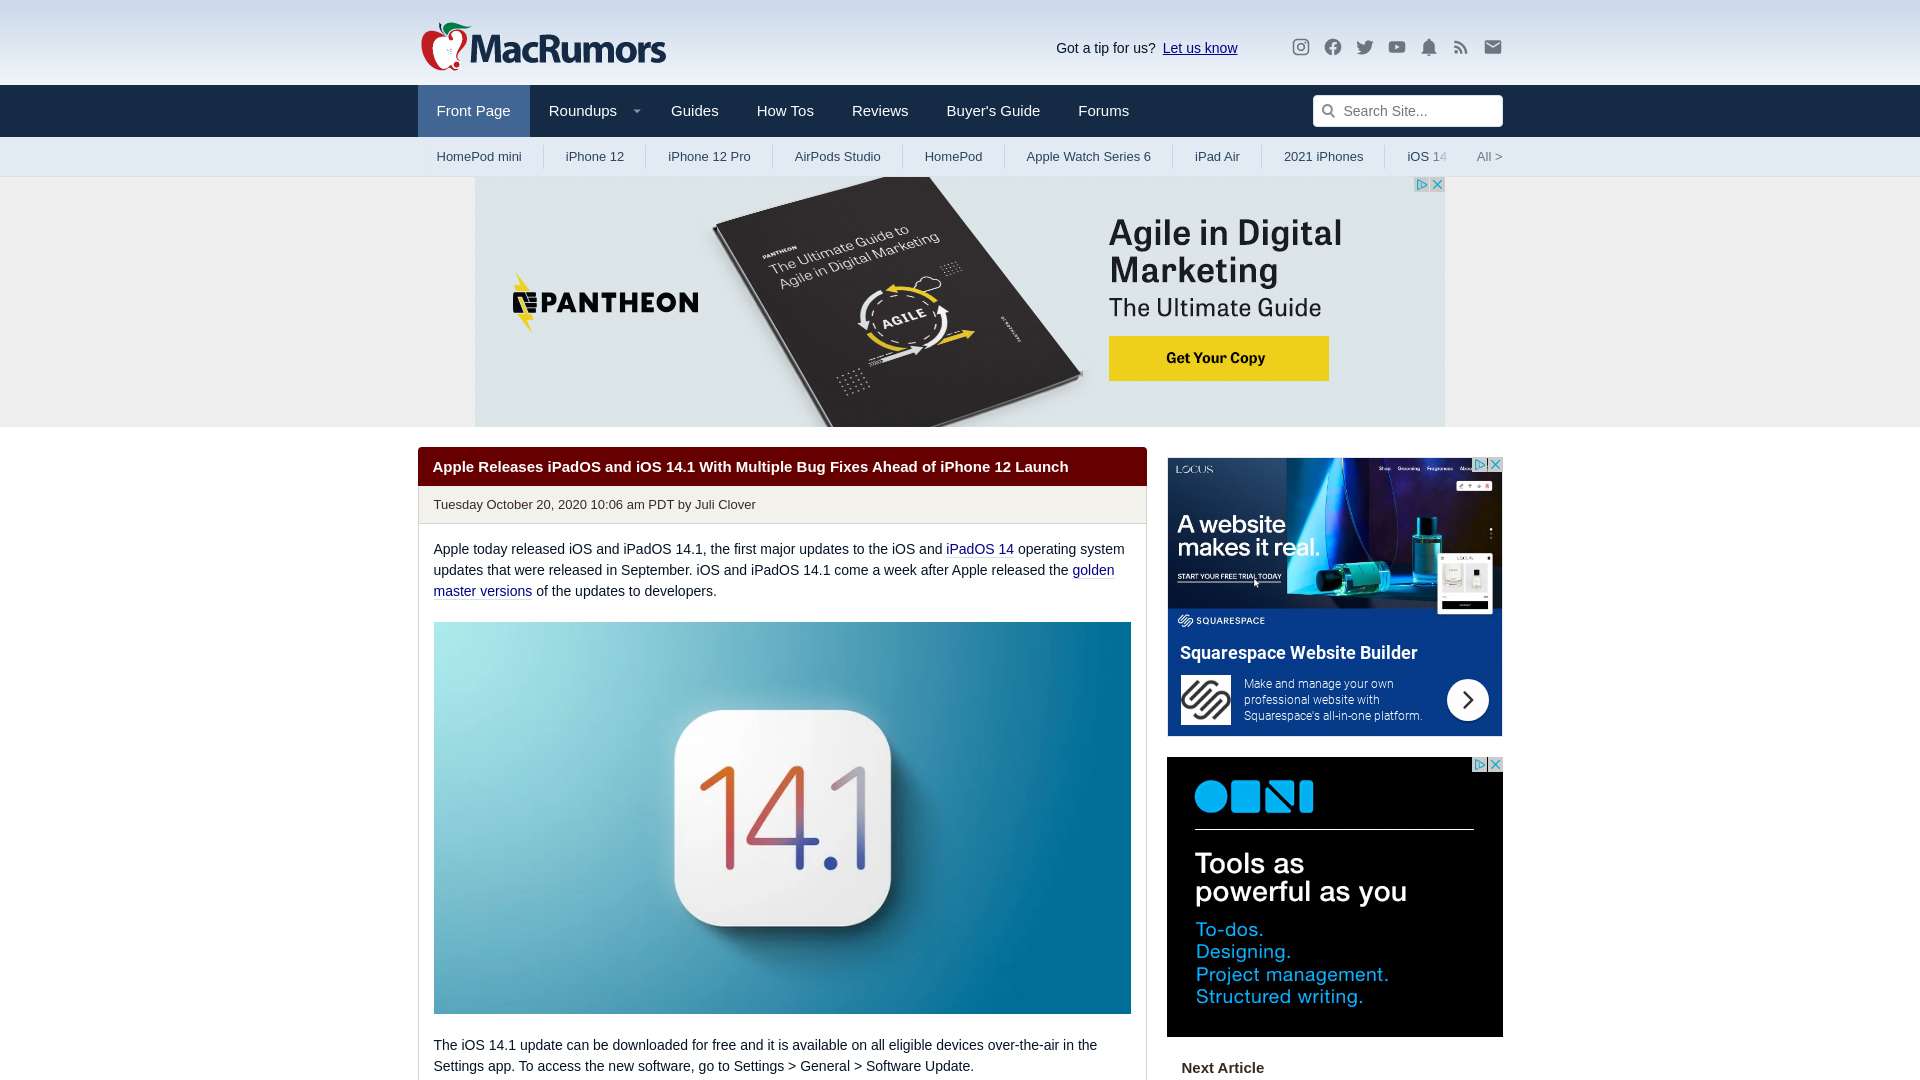 MacRumors
Got a tip for us? Let us know
Front Page
Roundups
Guides
How Tos
Reviews
Buyer's Guide
Forums
Search Site...
HomePod mini
iPhone 12
iPhone 12 Pro
AirPods Studio
HomePod
Apple Watch Series 6
iPad Air
2021 iPhones
iOS 14
All >
PANTHEON
PANTHEON
The Ultimate Guide to
Agile in Digital Marketing
AGILE
Agile in Digital
Marketing
The Ultimate Guide
Get Your Copy
Apple Releases iPadOS and iOS 14.1 With Multiple Bug Fixes Ahead of iPhone 12 Launch
Tuesday October 20, 2020 10:06 am PDT by Juli Clover
Apple today released iOS and iPadOS 14.1, the first major updates to the iOS and iPadOS 14 operating system
updates that were released in September. iOS and iPadOS 14.1 come a week after Apple released the golden
master versions of the updates to developers.
14.1
The iOS 14.1 update can be downloaded for free and it is available on all eligible devices over-the-air in the
Settings app. To access the new software, go to Settings > General > Software Update.
LOCUS
Shop Grooming Fragrances
A website
makes it real.
START YOUR FREE TRIAL TODAY
SQUARESPACE
Squarespace Website Builder
Make and manage your own
professional website with
Squarespace's all-in-one platform.
OMNI
Tools as
powerful as you
To-dos.
Designing.
Project management.
Structured writing.
Next Article